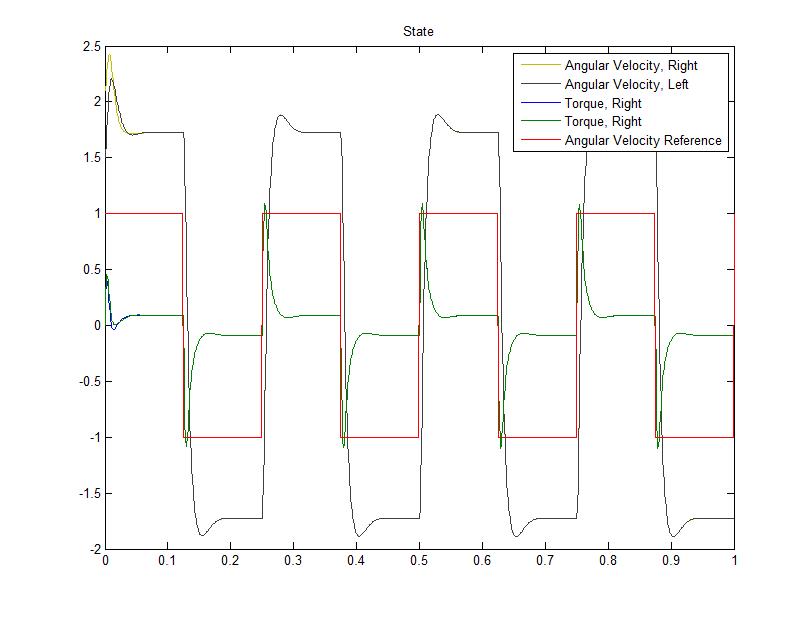 State
2.5
2
1.5
1
0.5
0
-0.5
-1
-1.5
-2
Angular Velocity, Right
Angular Velocity, Left
Torque, Right
Torque, Right
Angular Velocity Reference
0 0.1 0.2 0.3 0.4 0.5 0.6 0.7 0.8 0.9 1